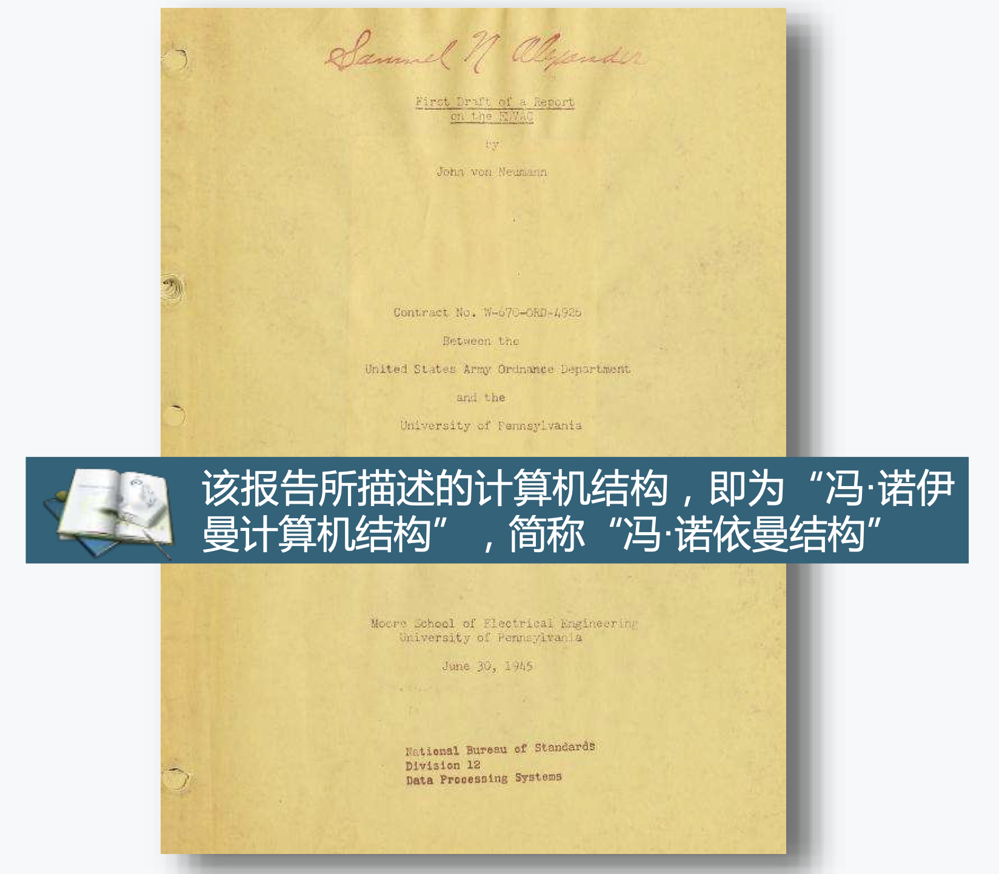 Samuel N Alexander
First Draft of a Report
on the EDVAC
by
John von Neumann
Contract No. W-670-ORD-4926
Between the
United States Army Ordnance Department
and the
University of Pennsylvania
该报告所描述的计算机结构，即为“冯·诺伊
曼计算机结构”，简称“冯·诺依曼结构”
Moore School of Electrical Engineering
University of Pennsylvania
June 30, 1945
National Bureau of Standards
Division 12
Data Processing Systems